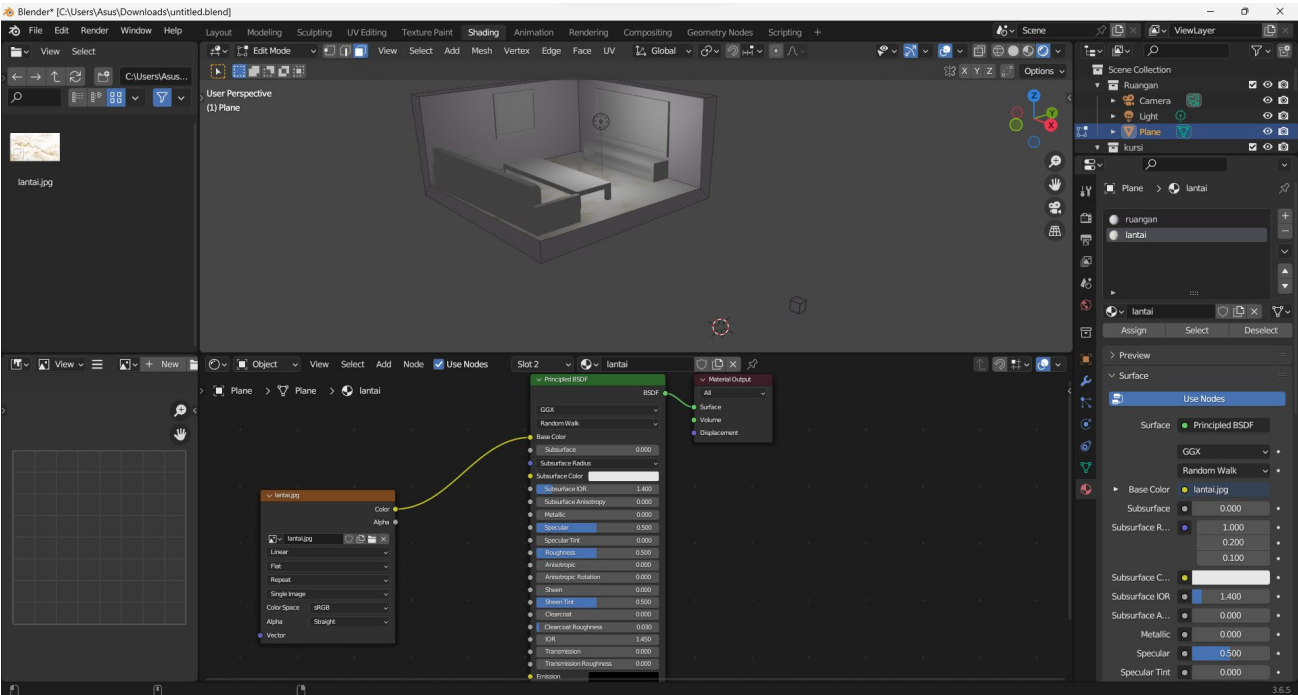 Blender* [C:\Users\Asus\Downloads\untitled.blend]
File Edit Render Window Help
Layout Modeling Sculpting UV Editing Texture Paint Shading Animation Rendering Compositing Geometry Nodes Scripting +
Scene
ViewLayer
View Select
Edit Mode
View Select Add Mesh Vertex Edge Face UV
Global
C:\Users\Asus...
X Y Z
Options
lantai.jpg
User Perspective
(1) Plane
Z
Y
X
Scene Collection
Ruangan
Camera
Light
Plane
kursi
Plane > lantai
ruangan
lantai
lantai
Assign Select Deselect
Preview
Surface
Use Nodes
Surface Principled BSDF
GGX
Random Walk
Base Color lantai.jpg
Subsurface 0.000
Subsurface R... 1.000
0.200
0.100
Subsurface C...
Subsurface IOR 1.400
Subsurface A... 0.000
Metallic 0.000
Specular 0.500
Specular Tint 0.000
View
+ New
Object
View Select Add Node Use Nodes
Slot 2
lantai
Plane > Plane > lantai
lantai.jpg
Color
Alpha
lantai.jpg
Linear
Flat
Repeat
Single Image
Color Space sRGB
Alpha Straight
Vector
Principled BSDF
BSDF
GGX
Random Walk
Base Color
Subsurface 0.000
Subsurface Radius
Subsurface Color
Subsurface IOR 1.400
Subsurface Anisotropy 0.000
Metallic 0.000
Specular 0.500
Specular Tint 0.000
Roughness 0.500
Anisotropic 0.000
Anisotropic Rotation 0.000
Sheen 0.000
Sheen Tint 0.500
Clearcoat 0.000
Clearcoat Roughness 0.030
IOR 1.450
Transmission 0.000
Transmission Roughness 0.000
Emission
Material Output
All
Surface
Volume
Displacement
3.6.5